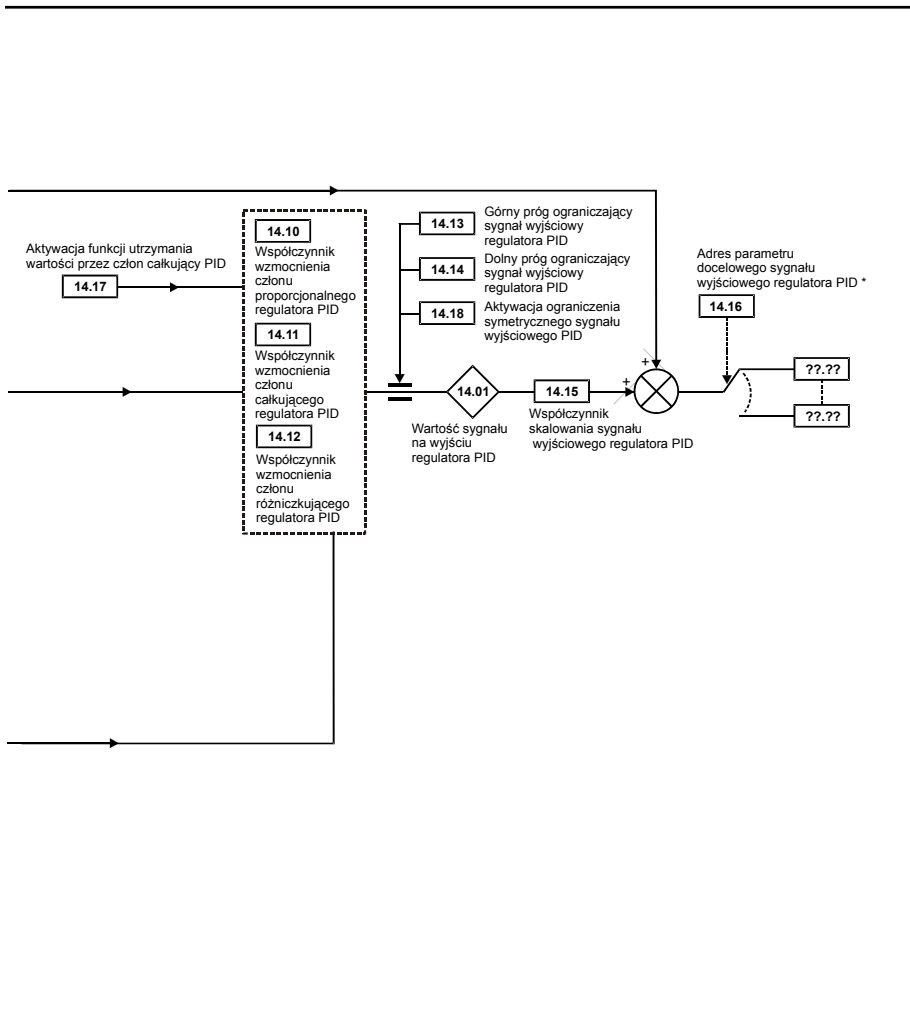 Aktywacja funkcji utrzymania
wartości przez człon całkujący PID
14.17
14.10
Współczynnik
wzmocnienia
członu
proporcjonalnego
regulatora PID
14.11
Współczynnik
wzmocnienia
członu
całkującego
regulatora PID
14.12
Współczynnik
wzmocnienia
członu
różniczkującego
regulatora PID
14.13
Górny próg ograniczający
sygnał wyjściowy
regulatora PID
14.14
Dolny próg ograniczający
sygnał wyjściowy
regulatora PID
14.18
Aktywacja ograniczenia
symetrycznego sygnału
wyjściowego PID
14.01
Wartość sygnału
na wyjściu
regulatora PID
14.15
Współczynnik
skalowania sygnału
wyjściowego regulatora PID
+
+
Adres parametru
docelowego sygnału
wyjściowego regulatora PID *
14.16
??.??
??.??